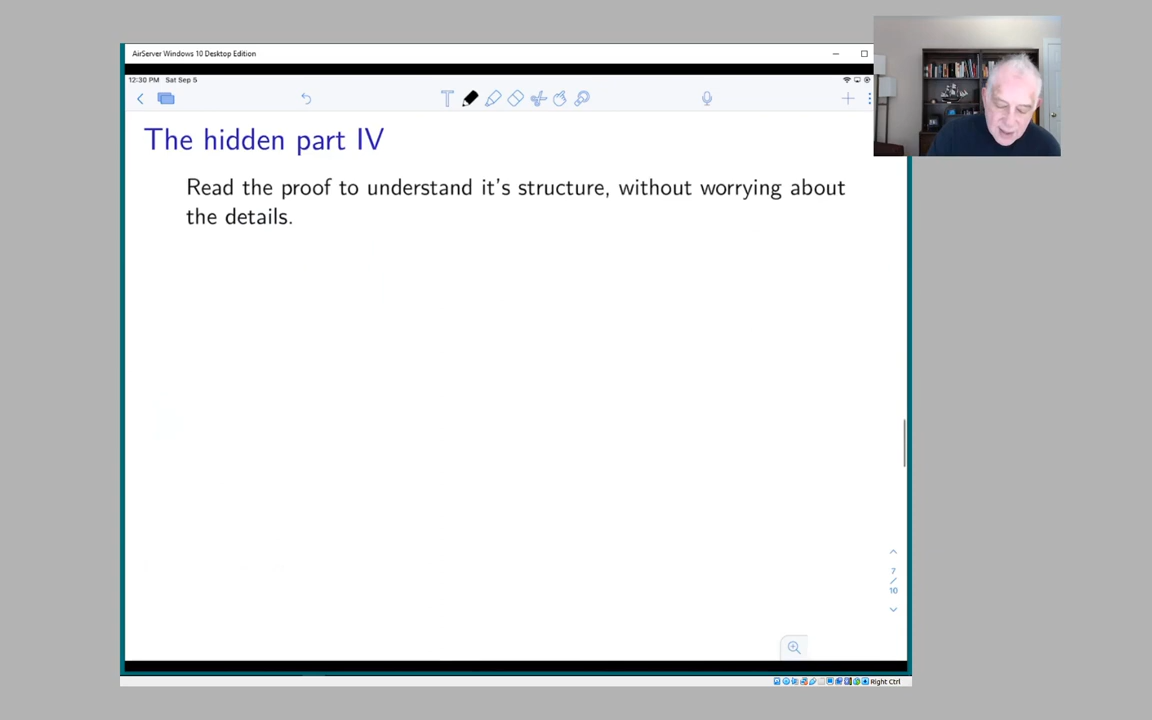 AirServer Windows 10 Desktop Edition
12:30 PM Sat Sep 5
The hidden part IV
Read the proof to understand it's structure, without worrying about
the details.
7
/
10
Right Ctrl